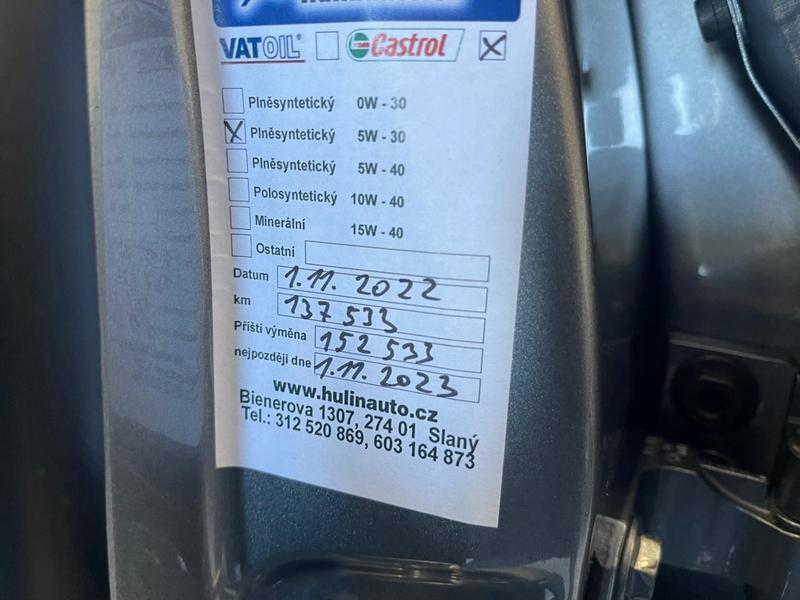 VATOIL Castrol X
Plněsyntetický 0W - 30
X Plněsyntetický 5W - 30
Plněsyntetický 5W - 40
Polosyntetický 10W - 40
Minerální 15W - 40
Ostatní
Datum 1.11. 2022
km 137 533
Příští výměna 152 533
nejpozději dne 1.11. 2023
www.hulinauto.cz
Bienerova 1307, 274 01 Slaný
Tel.: 312 520 869, 603 164 873